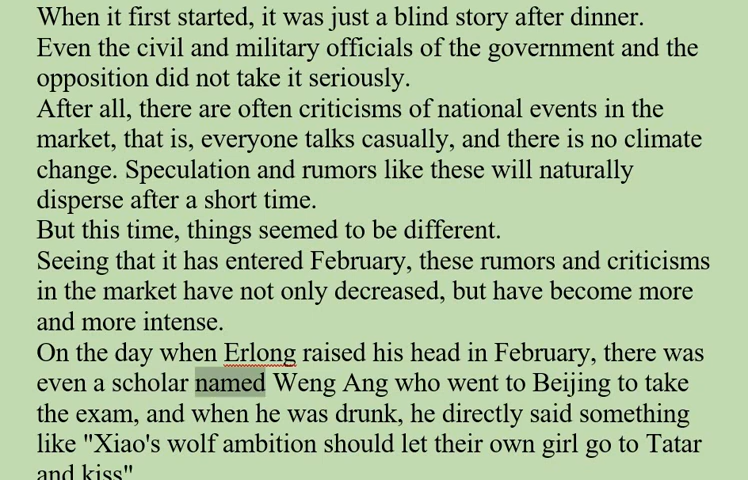 When it first started, it was just a blind story after dinner.
Even the civil and military officials of the government and the
opposition did not take it seriously.
After all, there are often criticisms of national events in the
market, that is, everyone talks casually, and there is no climate
change. Speculation and rumors like these will naturally
disperse after a short time.
But this time, things seemed to be different.
Seeing that it has entered February, these rumors and criticisms
in the market have not only decreased, but have become more
and more intense.
On the day when Erlong raised his head in February, there was
even a scholar named Weng Ang who went to Beijing to take
the exam, and when he was drunk, he directly said something
like "Xiao's wolf ambition should let their own girl go to Tatar
and kiss"